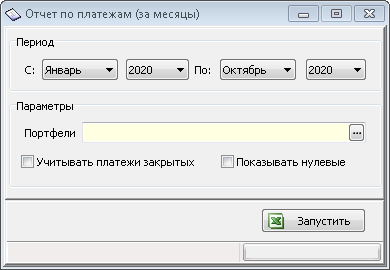 Отчет по платежам (за месяцы)
Период
С: Январь 2020 По: Октябрь 2020
Параметры
Портфели ...
Учитывать платежи закрытых Показывать нулевые
Запустить